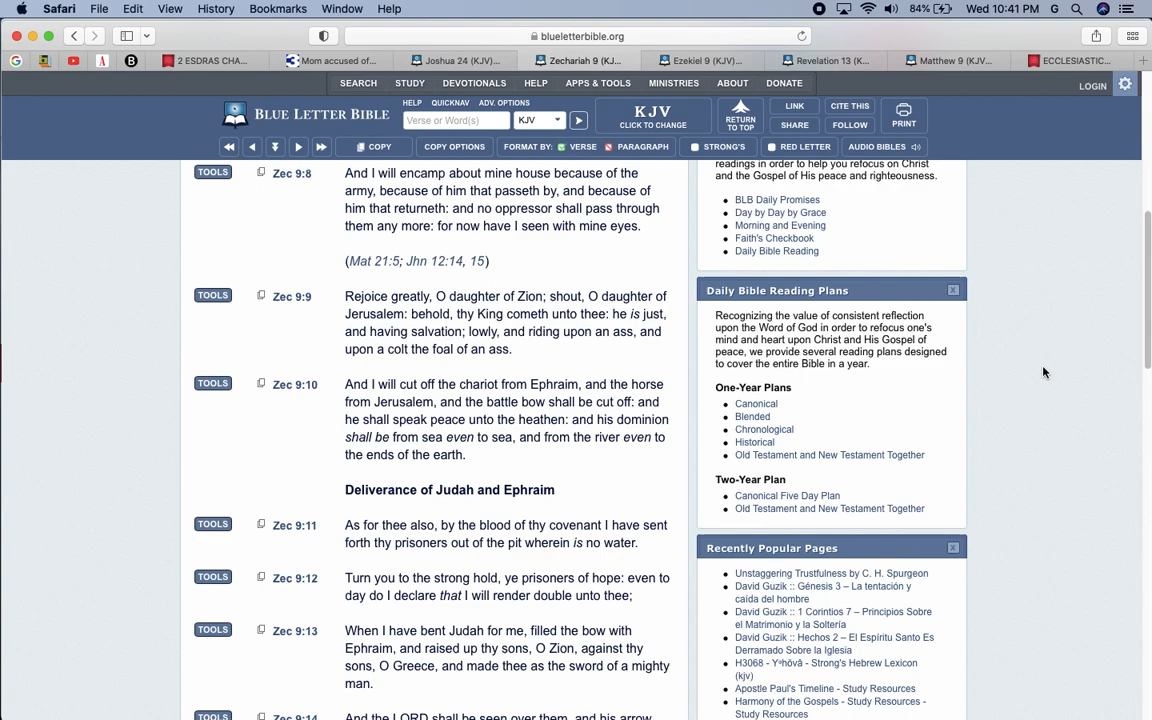 Safari File Edit View History Bookmarks Window Help
84% Wed 10:41 PM G
blueletterbible.org
2 ESDRAS CHA...
Mom accused of...
Joshua 24 (KJV)...
Zechariah 9 (KJ...
Ezekiel 9 (KJV)...
Revelation 13 (K...
Matthew 9 (KJV...
ECCLESIASTIC...
SEARCH STUDY DEVOTIONALS HELP APPS & TOOLS MINISTRIES ABOUT DONATE
LOGIN
BLUE LETTER BIBLE
HELP QUICKNAV ADV. OPTIONS
Verse or Word(s) KJV
KJV
CLICK TO CHANGE
RETURN
TO TOP
LINK CITE THIS
SHARE FOLLOW
PRINT
COPY COPY OPTIONS FORMAT BY: VERSE PARAGRAPH STRONG'S RED LETTER AUDIO BIBLES
TOOLS Zec 9:8 And I will encamp about mine house because of the
army, because of him that passeth by, and because of
him that returneth: and no oppressor shall pass through
them any more: for now have I seen with mine eyes.
(Mat 21:5; Jhn 12:14, 15)
TOOLS Zec 9:9 Rejoice greatly, O daughter of Zion; shout, O daughter of
Jerusalem: behold, thy King cometh unto thee: he is just,
and having salvation; lowly, and riding upon an ass, and
upon a colt the foal of an ass.
TOOLS Zec 9:10 And I will cut off the chariot from Ephraim, and the horse
from Jerusalem, and the battle bow shall be cut off: and
he shall speak peace unto the heathen: and his dominion
shall be from sea even to sea, and from the river even to
the ends of the earth.
Deliverance of Judah and Ephraim
TOOLS Zec 9:11 As for thee also, by the blood of thy covenant I have sent
forth thy prisoners out of the pit wherein is no water.
TOOLS Zec 9:12 Turn you to the strong hold, ye prisoners of hope: even to
day do I declare that I will render double unto thee;
TOOLS Zec 9:13 When I have bent Judah for me, filled the bow with
Ephraim, and raised up thy sons, O Zion, against thy
sons, O Greece, and made thee as the sword of a mighty
man.
TOOLS Zec 9:14 And the LORD shall be seen over them, and his arrow
readings in order to help you refocus on Christ
and the Gospel of His peace and righteousness.
BLB Daily Promises
Day by Day by Grace
Morning and Evening
Faith's Checkbook
Daily Bible Reading
Daily Bible Reading Plans
Recognizing the value of consistent reflection
upon the Word of God in order to refocus one's
mind and heart upon Christ and His Gospel of
peace, we provide several reading plans designed
to cover the entire Bible in a year.
One-Year Plans
Canonical
Blended
Chronological
Historical
Old Testament and New Testament Together
Two-Year Plan
Canonical Five Day Plan
Old Testament and New Testament Together
Recently Popular Pages
Unstaggering Trustfulness by C. H. Spurgeon
David Guzik :: Génesis 3 – La tentación y
caída del hombre
David Guzik :: 1 Corintios 7 – Principios Sobre
el Matrimonio y la Soltería
David Guzik :: Hechos 2 – El Espíritu Santo Es
Derramado Sobre la Iglesia
H3068 - Yᵊhōvâ - Strong's Hebrew Lexicon
(kjv)
Apostle Paul's Timeline - Study Resources
Harmony of the Gospels - Study Resources -
Study Resources